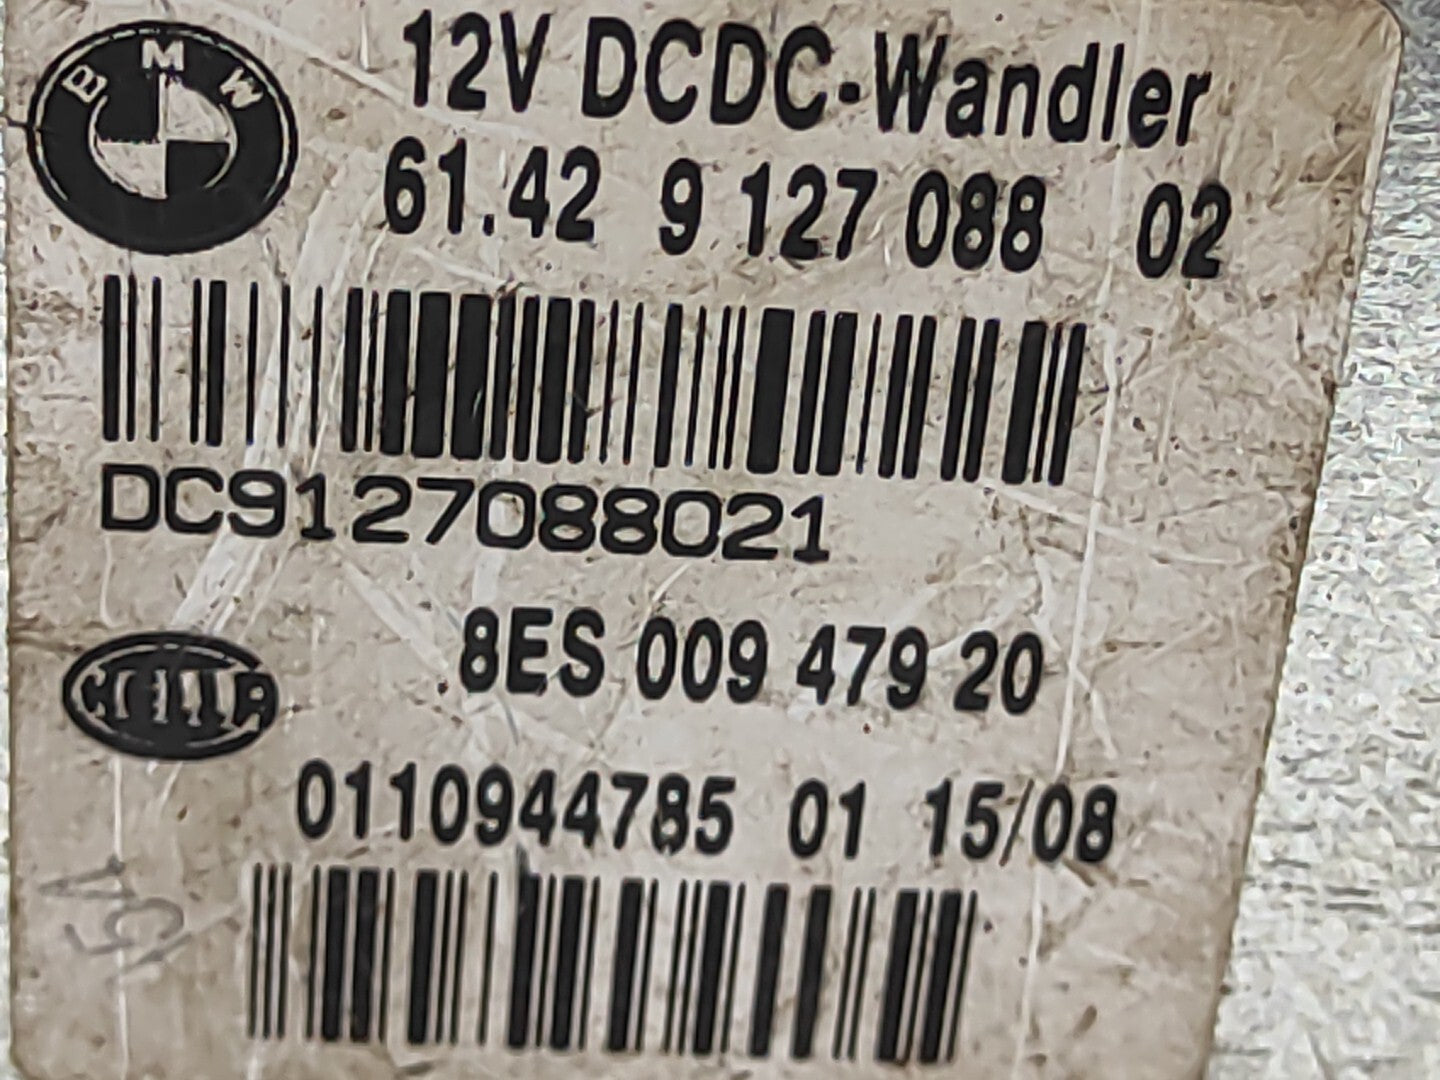 BMW
12V DCDC-Wandler
61.42 9 127 088 02
DC9127088021
HELLA
8ES 009 479 20
0110944785 01 15/08